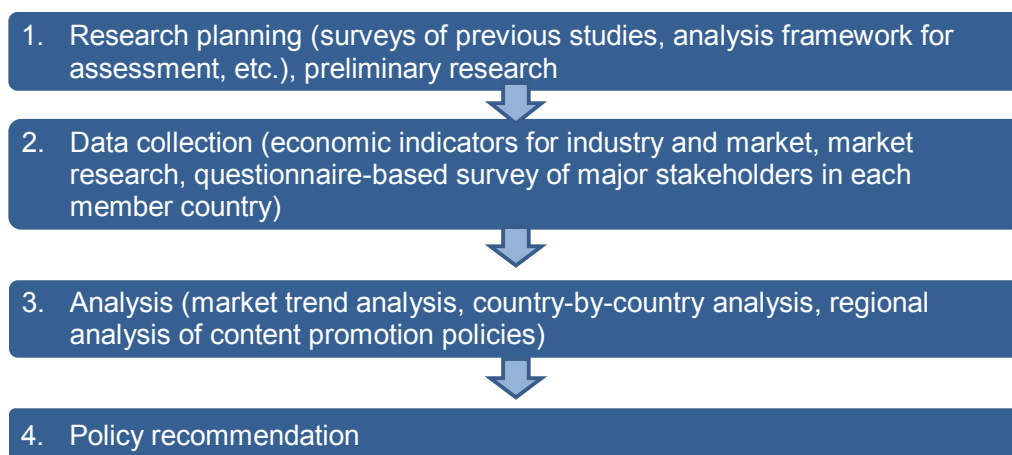 1. Research planning (surveys of previous studies, analysis framework for
assessment, etc.), preliminary research
2. Data collection (economic indicators for industry and market, market
research, questionnaire-based survey of major stakeholders in each
member country)
3. Analysis (market trend analysis, country-by-country analysis, regional
analysis of content promotion policies)
4. Policy recommendation